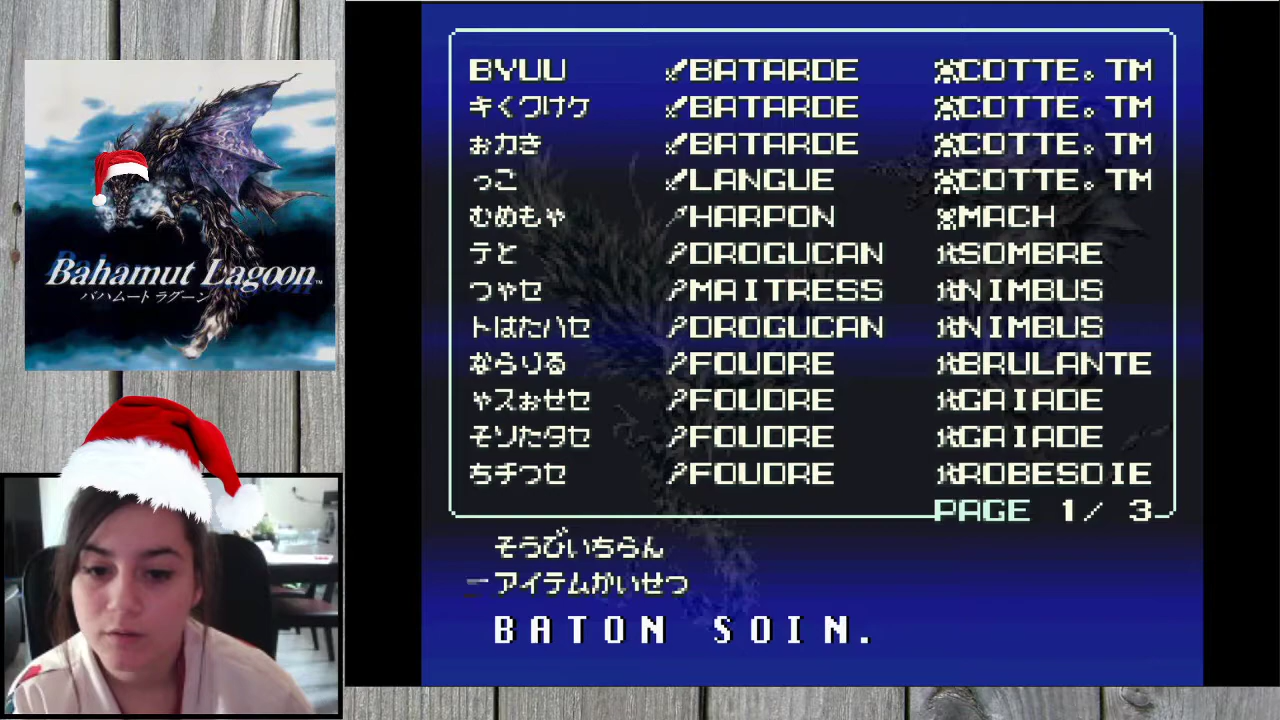 Bahamut Lagoon™
バハムート ラグーン
BYUU BATARDE COTTE。TM
キくワけケ BATARDE COTTE。TM
ぉカき BATARDE COTTE。TM
っこ LANGUE COTTE。TM
むめもゃ HARPON MACH
テと DROGUCAN SOMBRE
つゃセ MAITRESS NIMBUS
トはたハセ DROGUCAN NIMBUS
ならりる FOUDRE BRULANTE
ャスぉせセ FOUDRE GAIADE
そソたタセ FOUDRE GAIADE
ちチつセ FOUDRE ROBESOIE
PAGE 1/ 3
そうびいちらん
アイテムかいせつ
BATON SOIN.